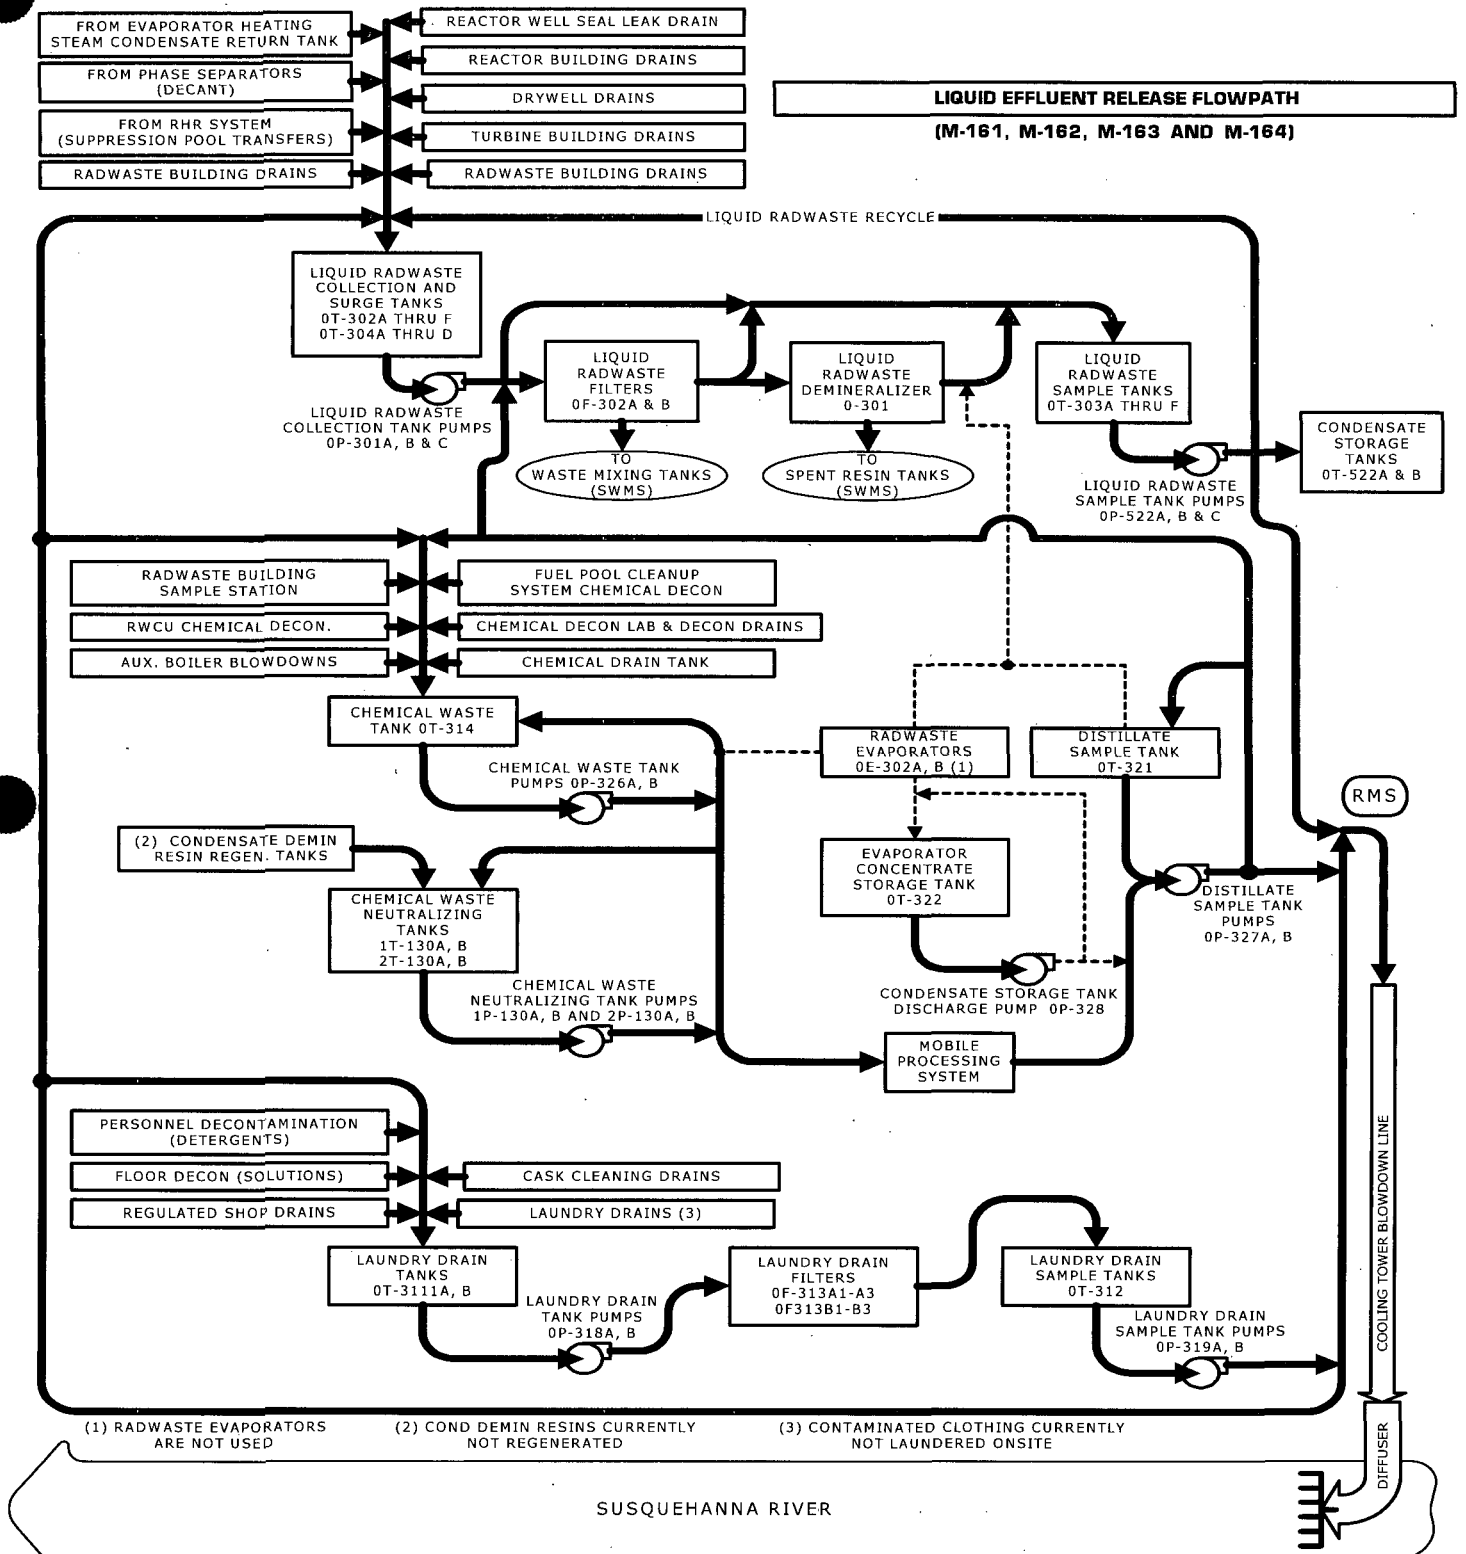 FROM EVAPORATOR HEATING
STEAM CONDENSATE RETURN TANK
FROM PHASE SEPARATORS
(DECANT)
FROM RHR SYSTEM
(SUPPRESSION POOL TRANSFERS)
RADWASTE BUILDING DRAINS
REACTOR WELL SEAL LEAK DRAIN
REACTOR BUILDING DRAINS
DRYWELL DRAINS
TURBINE BUILDING DRAINS
RADWASTE BUILDING DRAINS
LIQUID EFFLUENT RELEASE FLOWPATH
(M-161, M-162, M-163 AND M-164)
LIQUID RADWASTE RECYCLE
LIQUID RADWASTE
COLLECTION AND
SURGE TANKS
0T-302A THRU F
0T-304A THRU D
LIQUID RADWASTE
COLLECTION TANK PUMPS
0P-301A, B & C
LIQUID
RADWASTE
FILTERS
0F-302A & B
TO
WASTE MIXING TANKS
(SWMS)
LIQUID
RADWASTE
DEMINERALIZER
0-301
TO
SPENT RESIN TANKS
(SWMS)
LIQUID
RADWASTE
SAMPLE TANKS
0T-303A THRU F
LIQUID RADWASTE
SAMPLE TANK PUMPS
0P-522A, B & C
CONDENSATE
STORAGE
TANKS
0T-522A & B
RADWASTE BUILDING
SAMPLE STATION
RWCU CHEMICAL DECON.
AUX. BOILER BLOWDOWNS
FUEL POOL CLEANUP
SYSTEM CHEMICAL DECON
CHEMICAL DECON LAB & DECON DRAINS
CHEMICAL DRAIN TANK
CHEMICAL WASTE
TANK 0T-314
CHEMICAL WASTE TANK
PUMPS 0P-326A, B
RADWASTE
EVAPORATORS
0E-302A, B (1)
DISTILLATE
SAMPLE TANK
0T-321
RMS
(2) CONDENSATE DEMIN
RESIN REGEN. TANKS
CHEMICAL WASTE
NEUTRALIZING
TANKS
1T-130A, B
2T-130A, B
CHEMICAL WASTE
NEUTRALIZING TANK PUMPS
1P-130A, B AND 2P-130A, B
EVAPORATOR
CONCENTRATE
STORAGE TANK
0T-322
CONDENSATE STORAGE TANK
DISCHARGE PUMP 0P-328
DISTILLATE
SAMPLE TANK
PUMPS
0P-327A, B
MOBILE
PROCESSING
SYSTEM
PERSONNEL DECONTAMINATION
(DETERGENTS)
FLOOR DECON (SOLUTIONS)
REGULATED SHOP DRAINS
CASK CLEANING DRAINS
LAUNDRY DRAINS (3)
LAUNDRY DRAIN
TANKS
0T-3111A, B
LAUNDRY DRAIN
TANK PUMPS
0P-318A, B
LAUNDRY DRAIN
FILTERS
0F-313A1-A3
0F313B1-B3
LAUNDRY DRAIN
SAMPLE TANKS
0T-312
LAUNDRY DRAIN
SAMPLE TANK PUMPS
0P-319A, B
COOLING TOWER BLOWDOWN LINE
DIFFUSER
(1) RADWASTE EVAPORATORS
ARE NOT USED
(2) COND DEMIN RESINS CURRENTLY
NOT REGENERATED
(3) CONTAMINATED CLOTHING CURRENTLY
NOT LAUNDERED ONSITE
SUSQUEHANNA RIVER